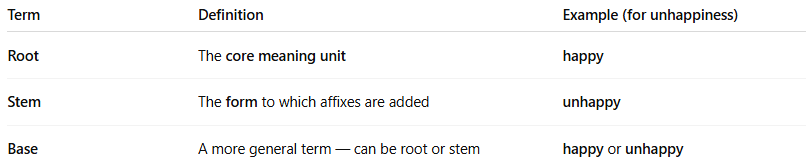 Term Definition Example (for unhappiness)
Root The core meaning unit happy
Stem The form to which affixes are added unhappy
Base A more general term — can be root or stem happy or unhappy